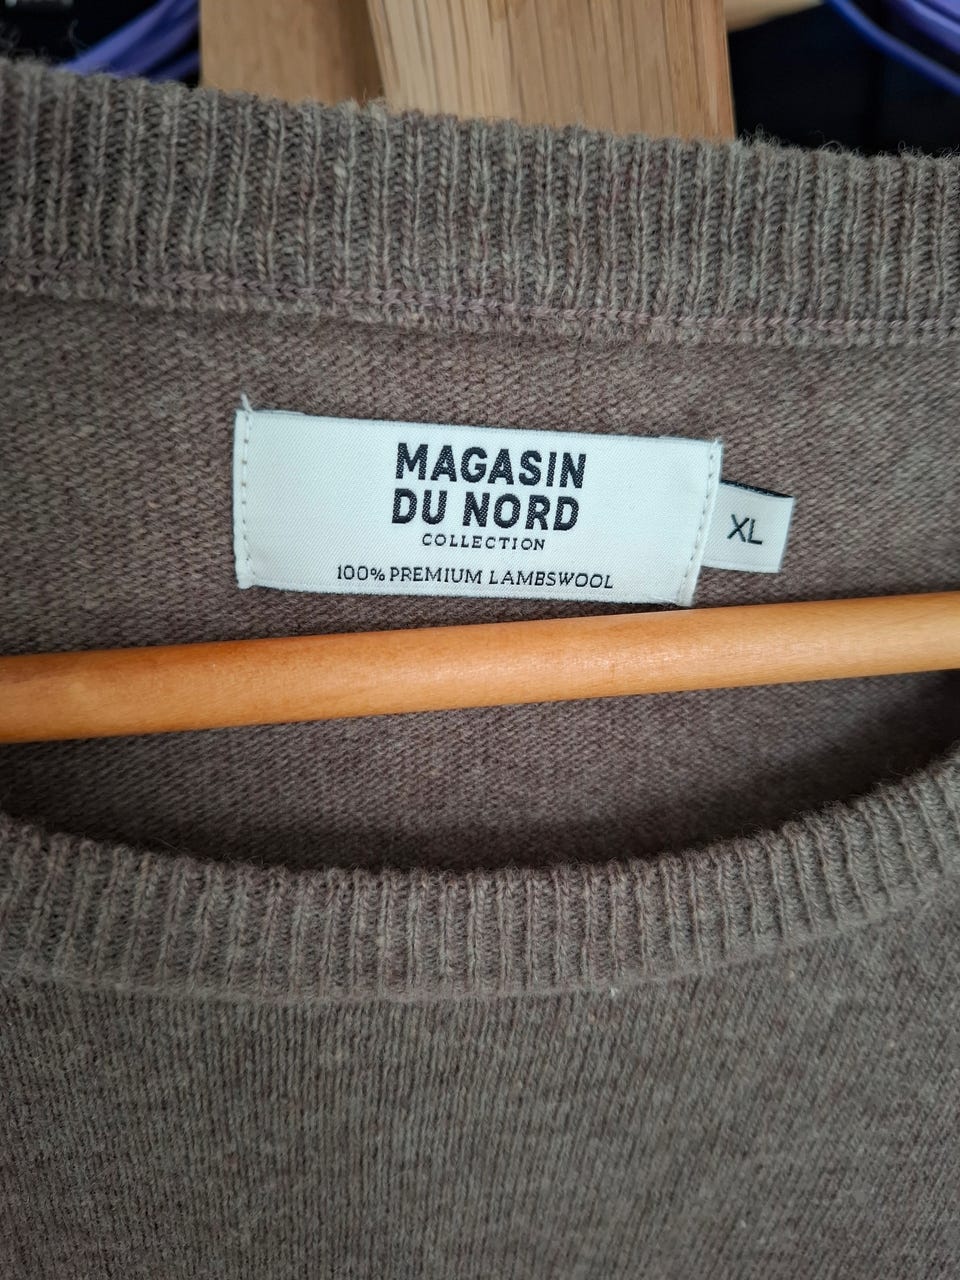 MAGASIN
DU NORD
COLLECTION
100% PREMIUM LAMBSWOOL
XL